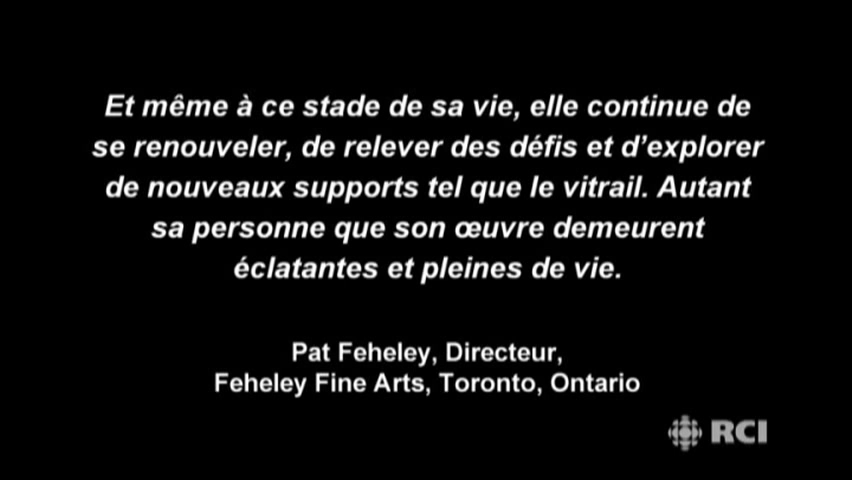 Et même à ce stade de sa vie, elle continue de
se renouveler, de relever des défis et d’explorer
de nouveaux supports tel que le vitrail. Autant
sa personne que son œuvre demeurent
éclatantes et pleines de vie.
Pat Feheley, Directeur,
Feheley Fine Arts, Toronto, Ontario
RCI